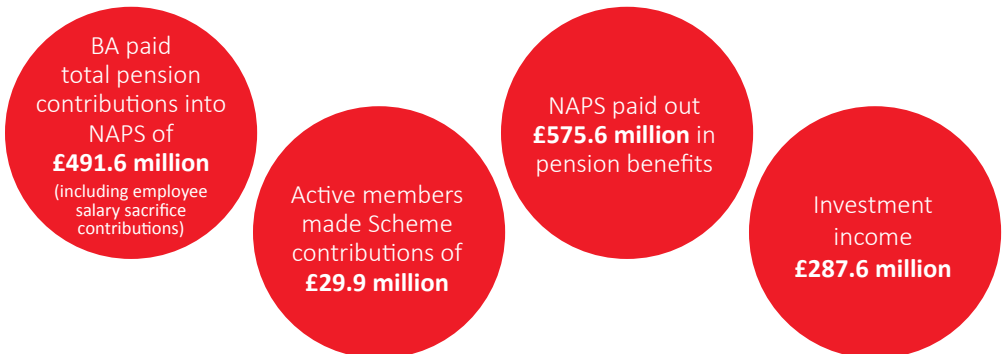 BA paid
total pension
contributions into
NAPS of
£491.6 million
(including employee
salary sacrifice
contributions)
Active members
made Scheme
contributions of
£29.9 million
NAPS paid out
£575.6 million in
pension benefits
Investment
income
£287.6 million